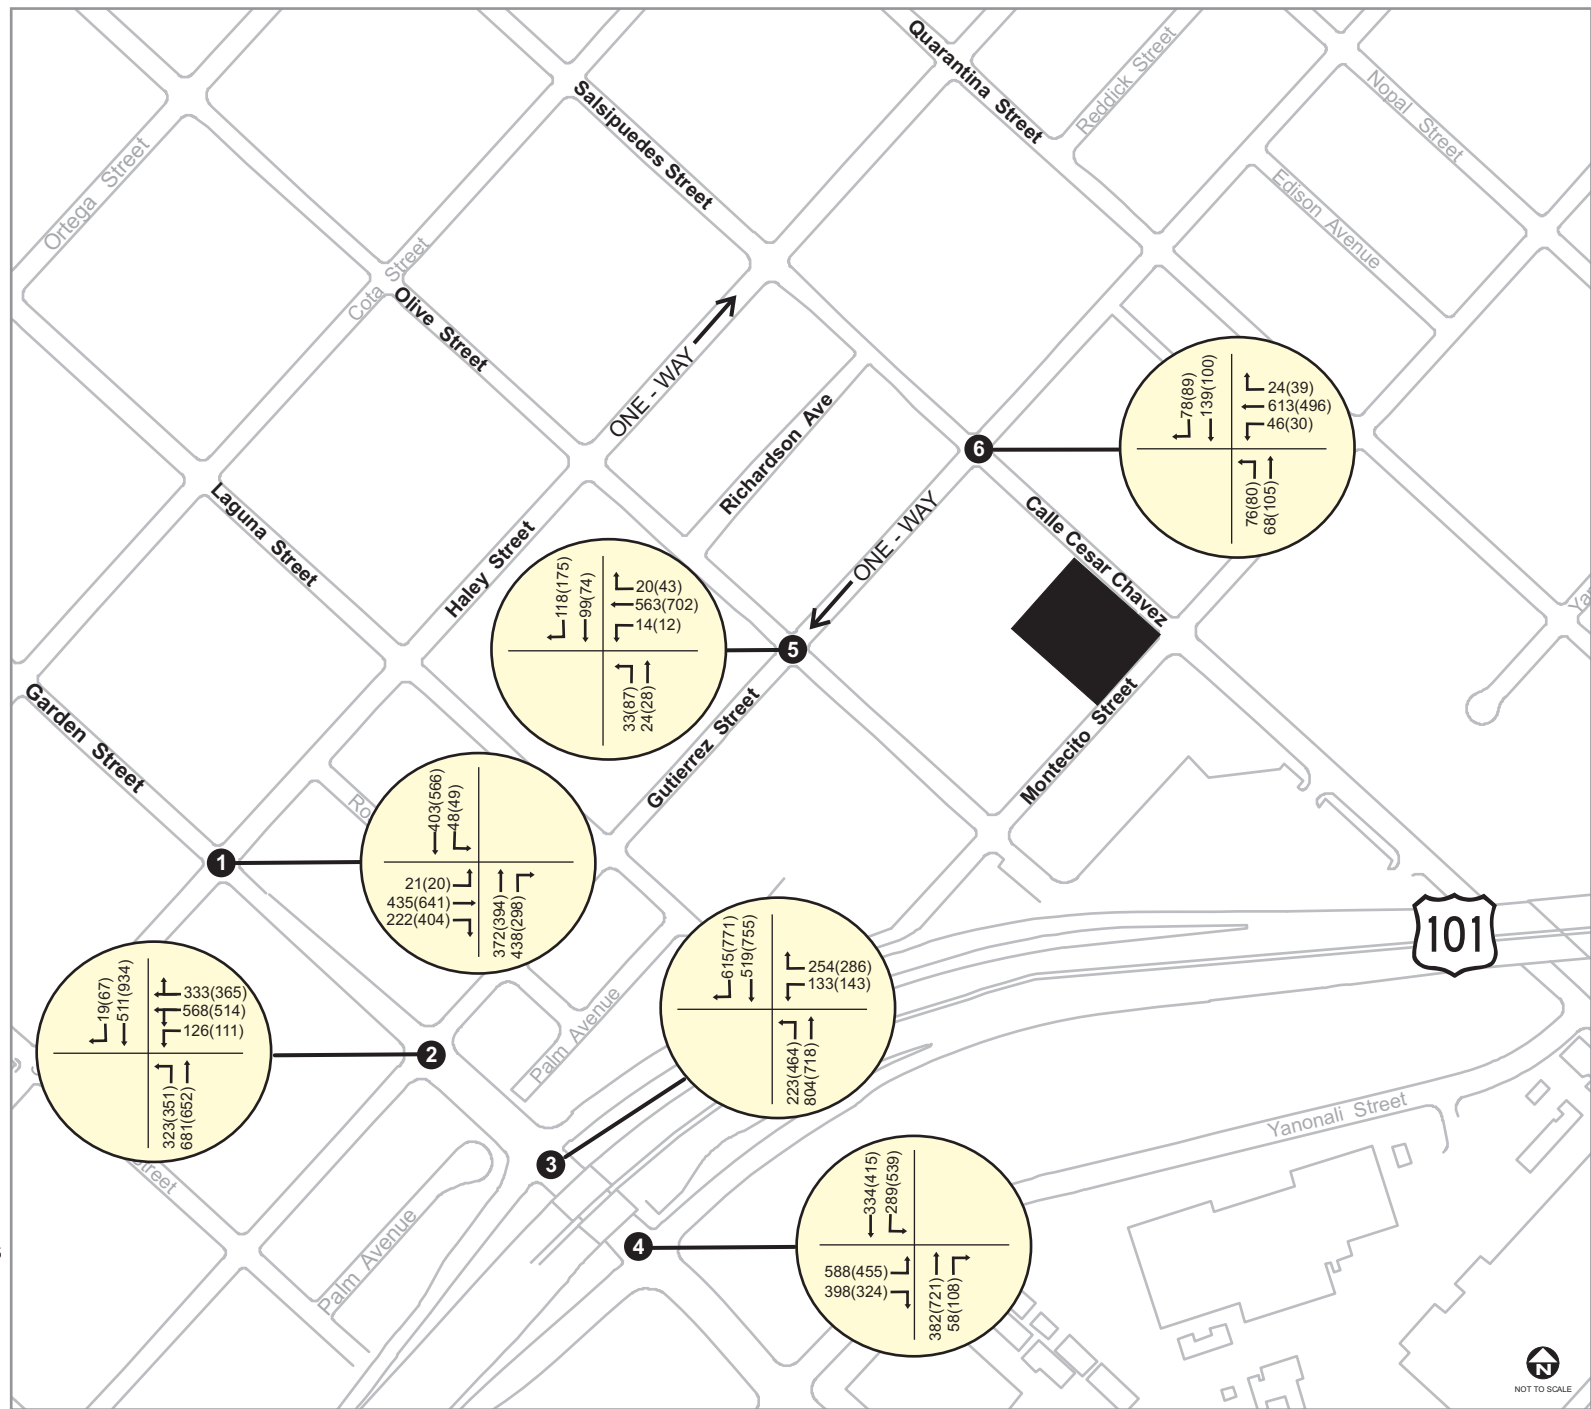 Quarantina Street
Reddick Street
Nopal Street
Salsipuedes Street
Ortega Street
Edison Avenue
Cota Street
Olive Street
ONE - WAY
Richardson Ave
78(89)
139(100)
24(39)
613(496)
46(30)
76(80)
68(105)
6
Laguna Street
Haley Street
ONE - WAY
Calle Cesar Chavez
118(175)
99(74)
20(43)
563(702)
14(12)
33(87)
24(28)
5
Garden Street
Gutierrez Street
Montecito Street
403(566)
48(49)
21(20)
435(641)
222(404)
372(394)
438(298)
1
101
615(771)
519(755)
254(286)
133(143)
223(464)
804(718)
19(67)
511(934)
333(365)
568(514)
126(111)
323(351)
681(652)
2
Palm Avenue
3
Yanonali Street
Street
334(415)
289(539)
588(455)
398(324)
382(721)
58(108)
4
Palm Avenue
N
NOT TO SCALE